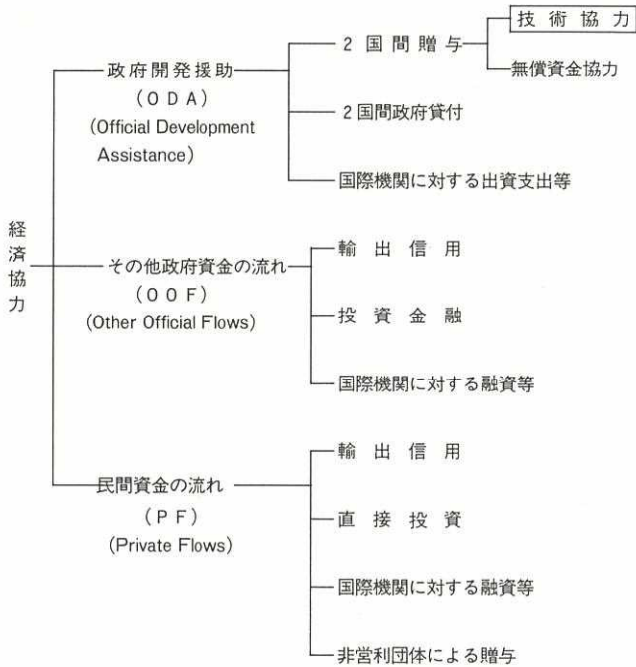 経済協力
政府開発援助
(ODA)
(Official Development
Assistance)
2国間贈与
技術協力
無償資金協力
2国間政府貸付
国際機関に対する出資支出等
その他政府資金の流れ
(OOF)
(Other Official Flows)
輸出信用
投資金融
国際機関に対する融資等
民間資金の流れ
(PF)
(Private Flows)
輸出信用
直接投資
国際機関に対する融資等
非営利団体による贈与